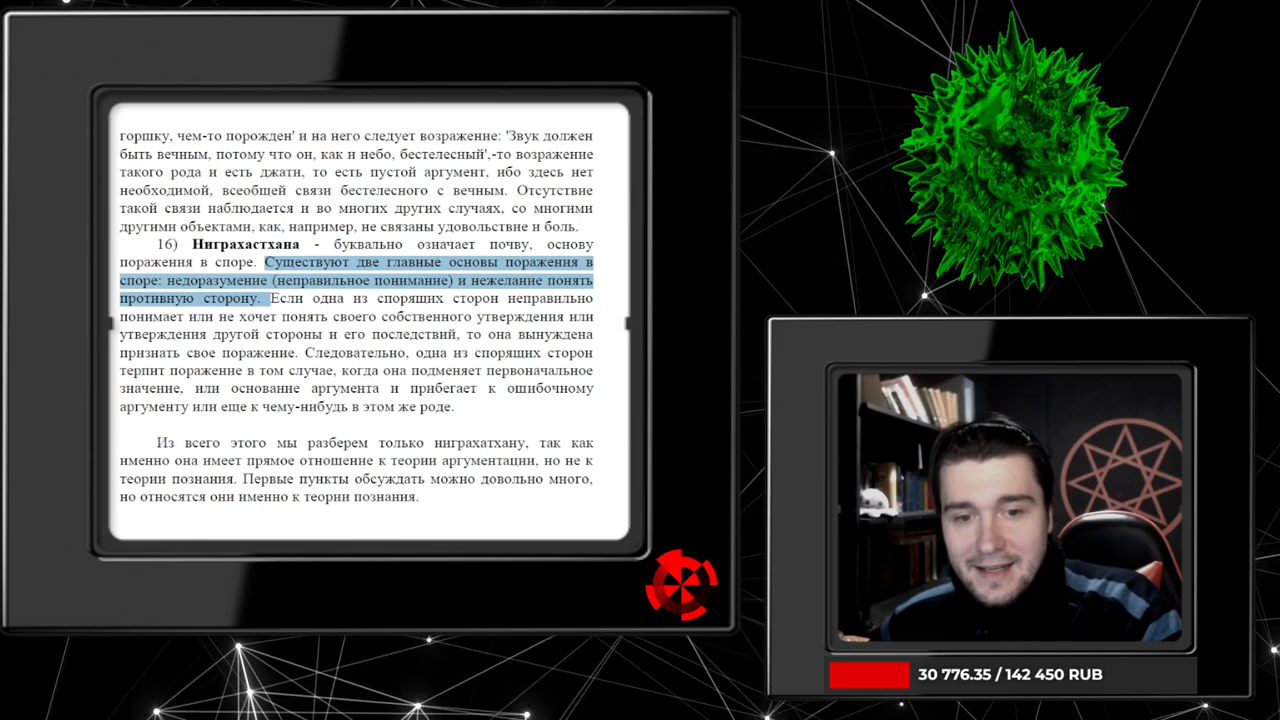 горшку, чем-то порожден' и на него следует возражение: 'Звук должен
быть вечным, потому что он, как и небо, бестелесный',-то возражение
такого рода и есть джати, то есть пустой аргумент, ибо здесь нет
необходимой, всеобщей связи бестелесного с вечным. Отсутствие
такой связи наблюдается и во многих других случаях, со многими
другими объектами, как, например, не связаны удовольствие и боль.
16) Ниграхастхана - буквально означает почву, основу
поражения в споре. Существуют две главные основы поражения в
споре: недоразумение (неправильное понимание) и нежелание понять
противную сторону. Если одна из спорящих сторон неправильно
понимает или не хочет понять своего собственного утверждения или
утверждения другой стороны и его последствий, то она вынуждена
признать свое поражение. Следовательно, одна из спорящих сторон
терпит поражение в том случае, когда она подменяет первоначальное
значение, или основание аргумента и прибегает к ошибочному
аргументу или еще к чему-нибудь в этом же роде.
Из всего этого мы разберем только ниграхатхану, так как
именно она имеет прямое отношение к теории аргументации, но не к
теории познания. Первые пункты обсуждать можно довольно много,
но относятся они именно к теории познания.
30 776.35 / 142 450 RUB